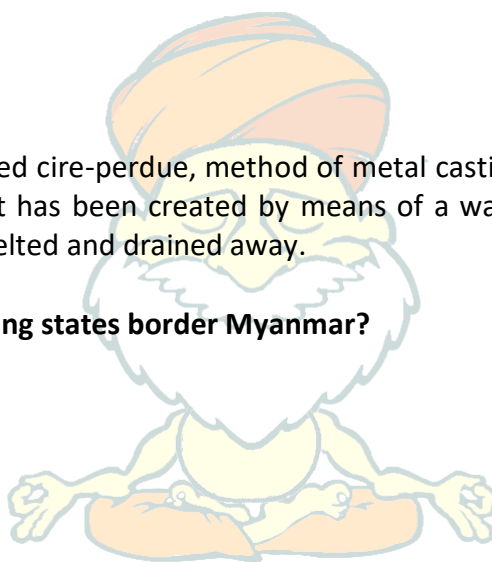 ed cire-perdue, method of metal casti
t has been created by means of a wa
elted and drained away.
ng states border Myanmar?